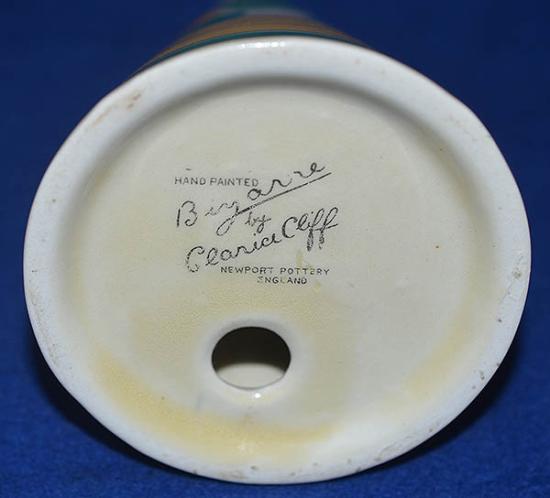 HAND PAINTED
Bizarre
by
Clarice Cliff
NEWPORT POTTERY
ENGLAND